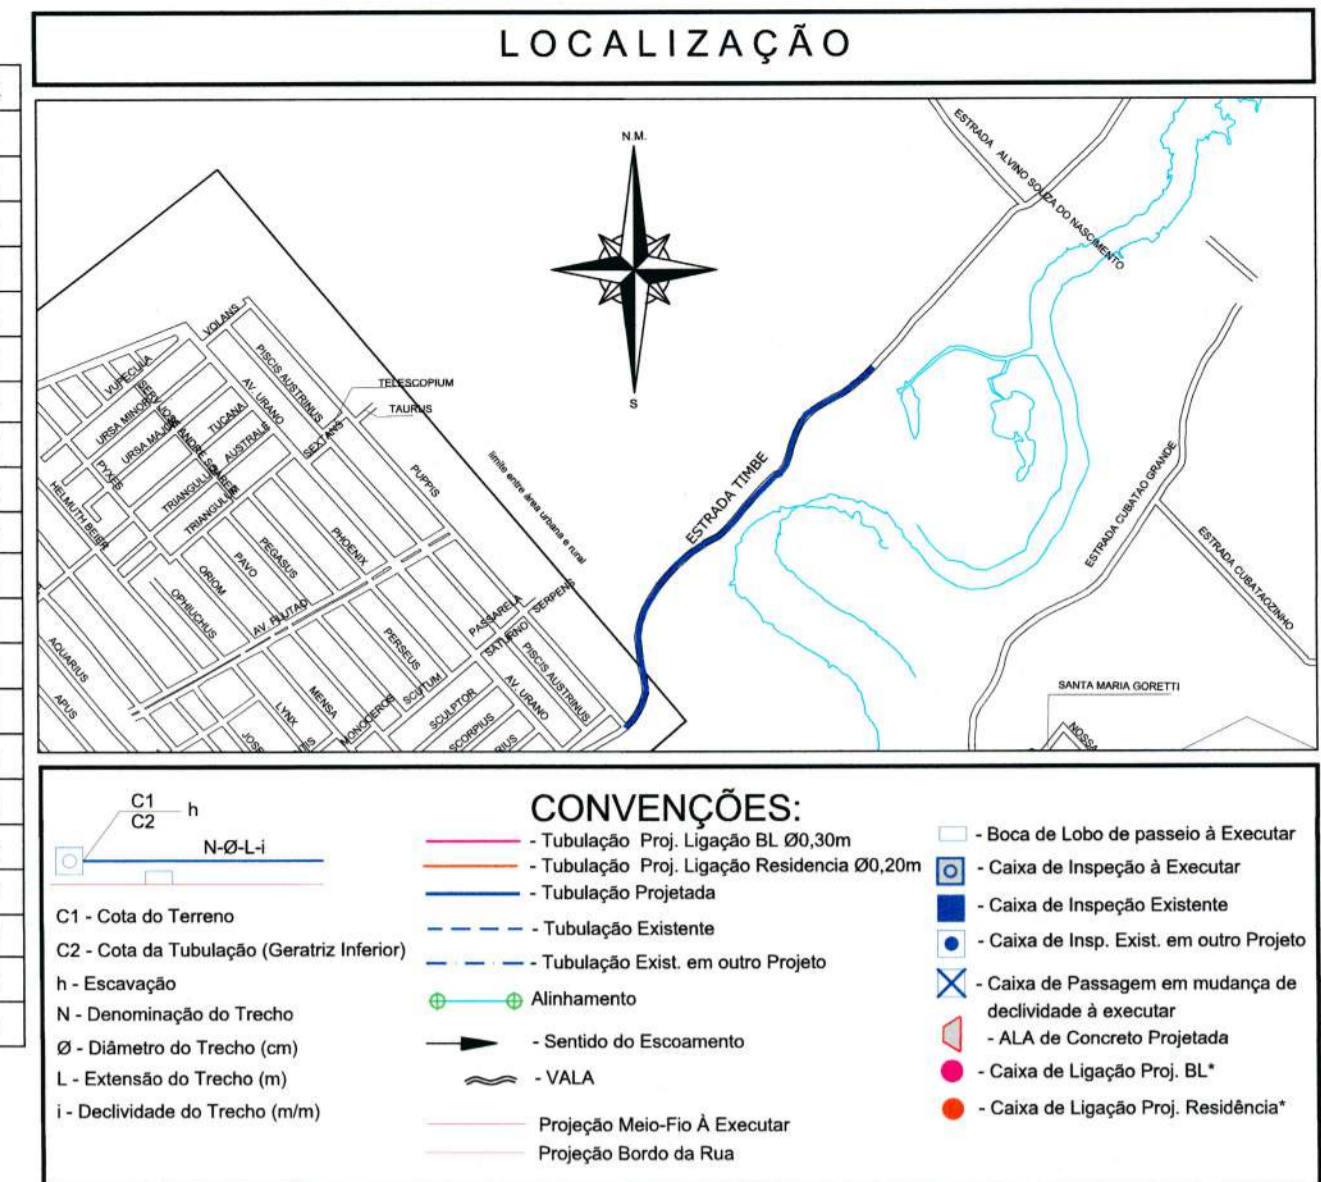 LOCALIZAÇÃO
N.M.
S
ESTRADA ALVINO SOUZA DO NASCIMENTO
VOLANS
VUPECULA
PISCIS AUSTRINUS
TELESCOPIUM
TAURUS
URSA MINOR
AV. URANO
TUCANA
URSA MAJOR
AUSTRALE
SEXTANS
PYXES
TRIANGULUM
TRIANGULUM
HELMUTH BEIER
PUPPIS
limite entre área urbana e rural
ESTRADA TIMBE
ESTRADA CUBATAO GRANDE
ESTRADA CUBATAOZINHO
PHOENIX
PEGASUS
PAVO
ORIOM
OPHIUCHUS
AV. PLUTAO
PASSARELA
SERPENS
SATURNO
PERSEUS
PISCIS AUSTRINUS
AQUARIUS
APUS
SCUTUM
AV. URANO
MENSA
MONOCEROS
SCULPTOR
LYNX
SCORPIUS
SANTA MARIA GORETTI
NOSSA
CONVENÇÕES:
C1
C2
h
N-Ø-L-i
C1 - Cota do Terreno
C2 - Cota da Tubulação (Geratriz Inferior)
h - Escavação
N - Denominação do Trecho
Ø - Diâmetro do Trecho (cm)
L - Extensão do Trecho (m)
i - Declividade do Trecho (m/m)
- Tubulação Proj. Ligação BL Ø0,30m
- Tubulação Proj. Ligação Residencia Ø0,20m
- Tubulação Projetada
- Tubulação Existente
- Tubulação Exist. em outro Projeto
Alinhamento
- Sentido do Escoamento
- VALA
Projeção Meio-Fio À Executar
Projeção Bordo da Rua
- Boca de Lobo de passeio à Executar
- Caixa de Inspeção à Executar
- Caixa de Inspeção Existente
- Caixa de Insp. Exist. em outro Projeto
- Caixa de Passagem em mudança de
declividade à executar
- ALA de Concreto Projetada
- Caixa de Ligação Proj. BL*
- Caixa de Ligação Proj. Residência*